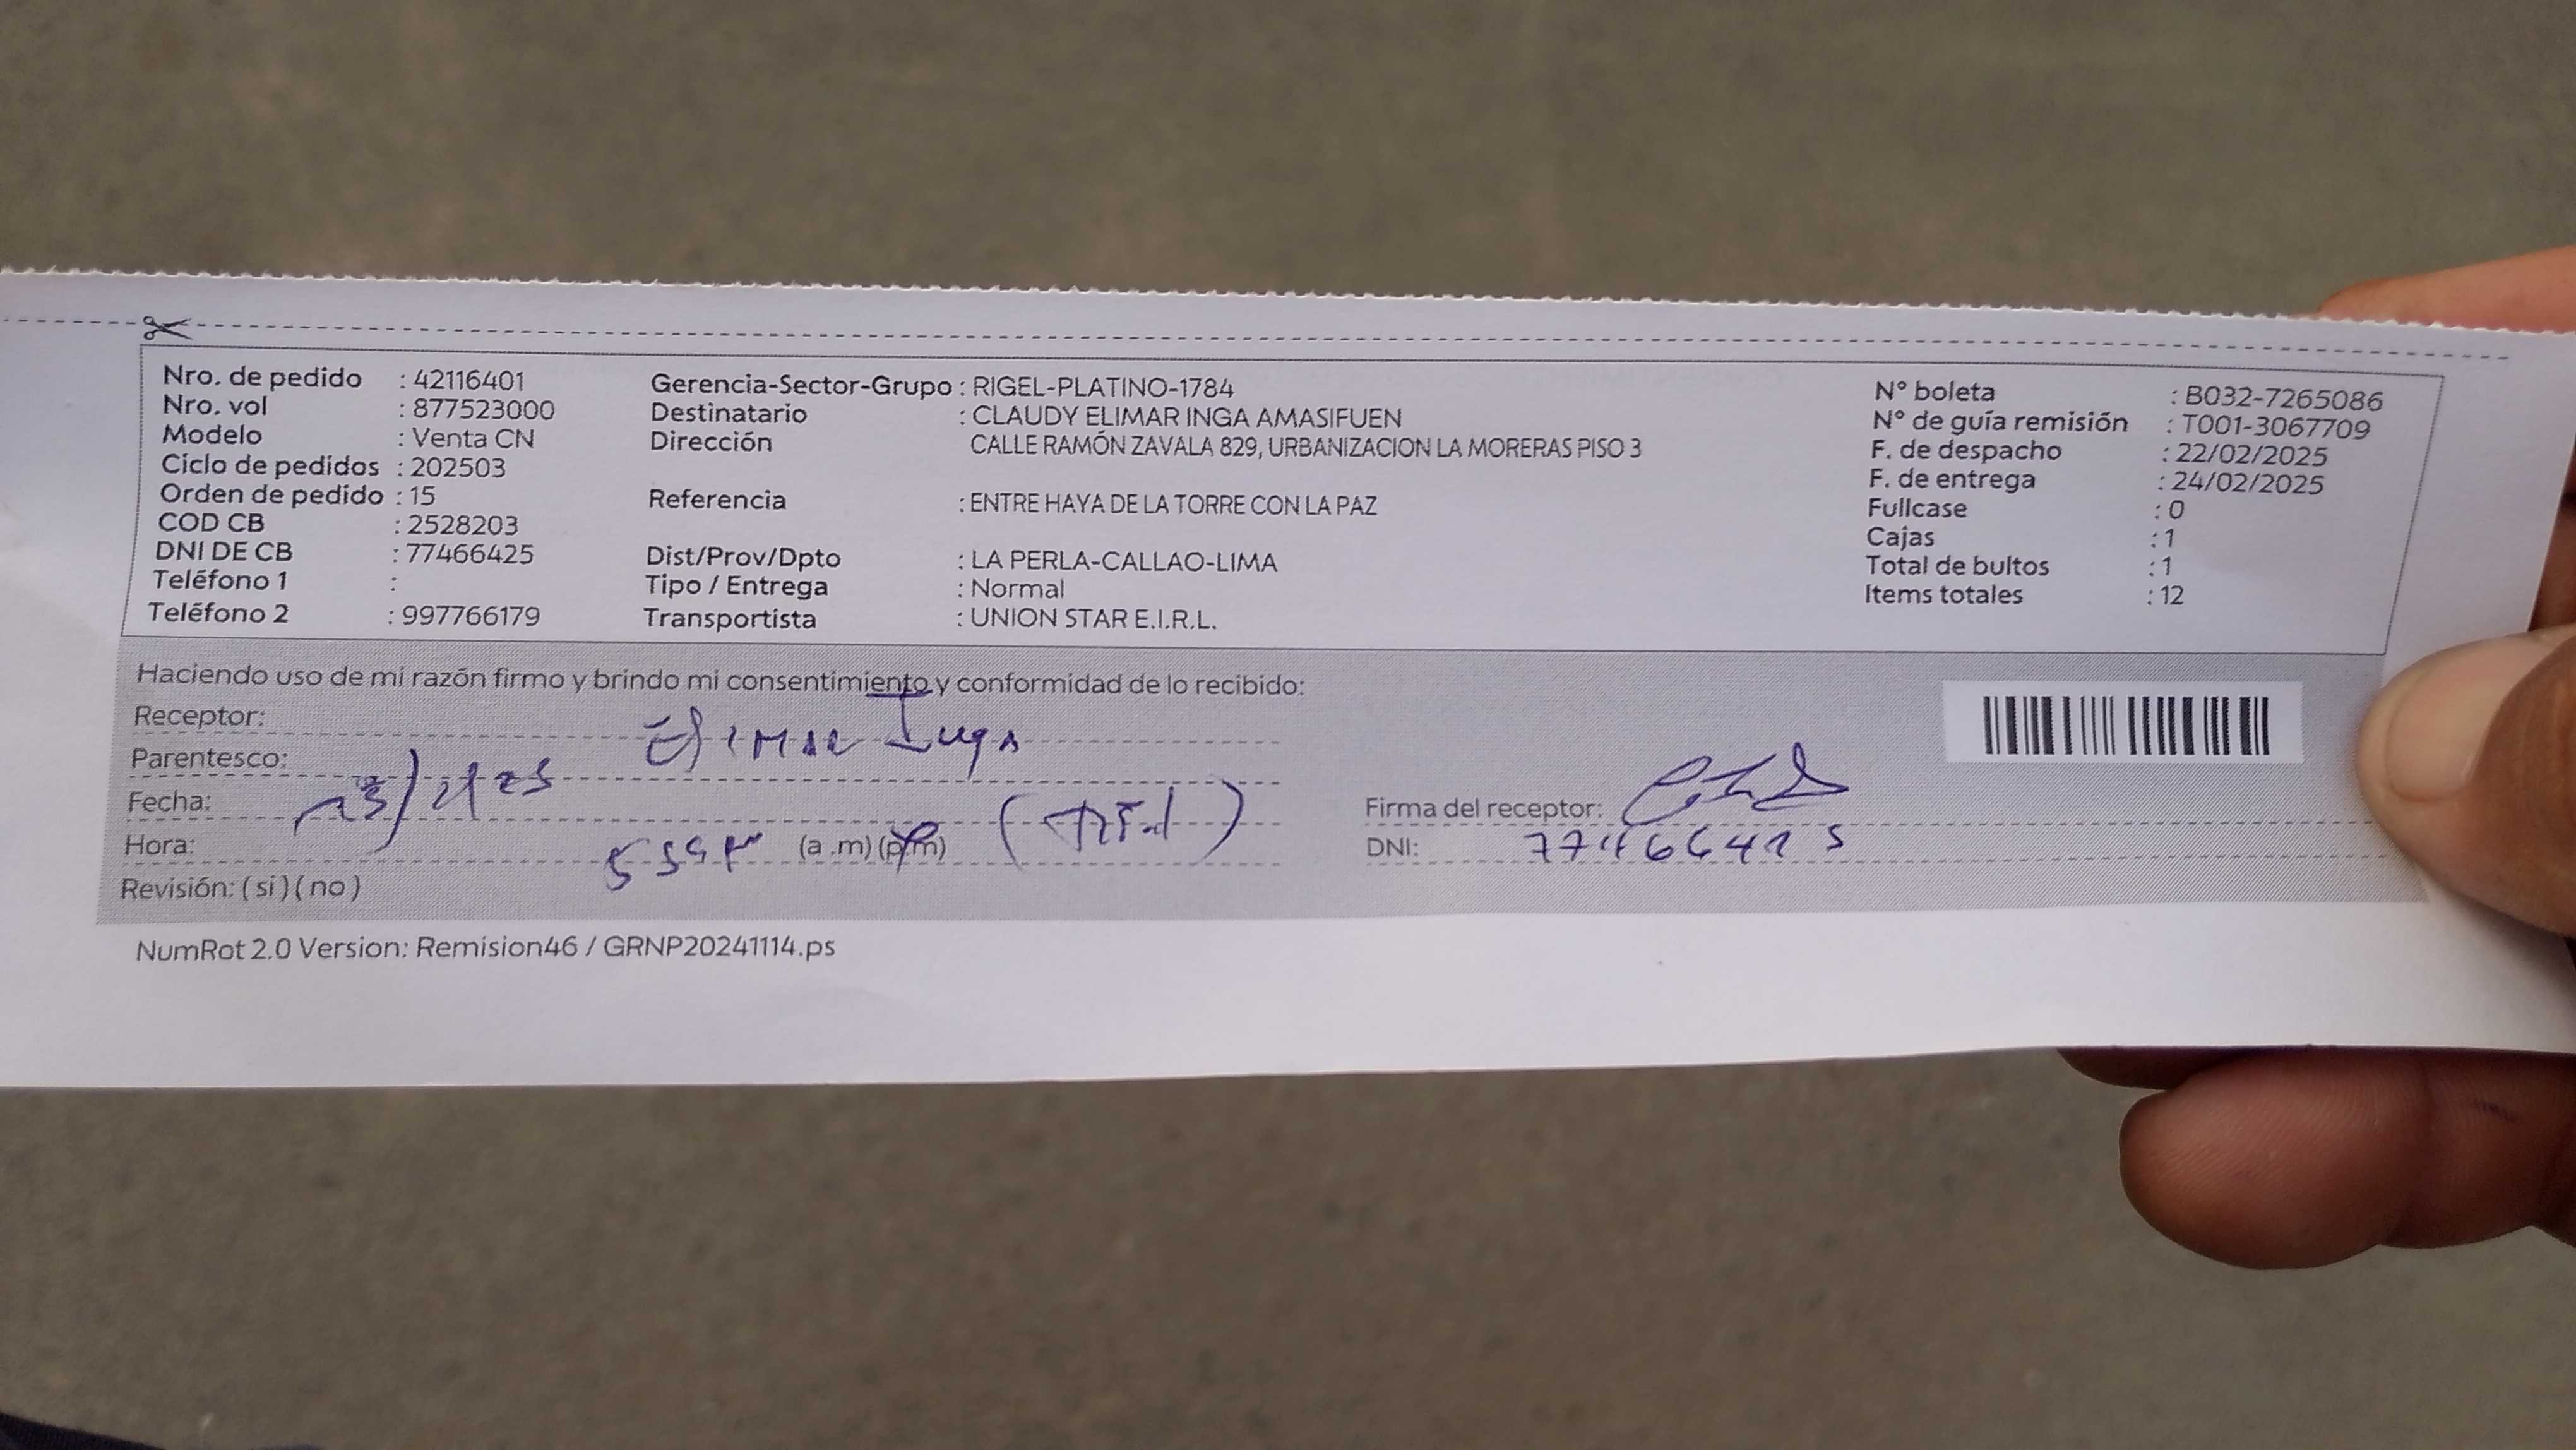 Nro. de pedido : 42116401
Nro. vol : 877523000
Modelo : Venta CN
Ciclo de pedidos : 202503
Orden de pedido : 15
COD CB : 2528203
DNI DE CB : 77466425
Teléfono 1 :
Teléfono 2 : 997766179
Gerencia-Sector-Grupo : RIGEL-PLATINO-1784
Destinatario : CLAUDY ELIMAR INGA AMASIFUEN
Dirección CALLE RAMÓN ZAVALA 829, URBANIZACION LA MORERAS PISO 3
Referencia : ENTRE HAYA DE LA TORRE CON LA PAZ
Dist/Prov/Dpto : LA PERLA-CALLAO-LIMA
Tipo / Entrega : Normal
Transportista : UNION STAR E.I.R.L.
N° boleta : B032-7265086
N° de guía remisión : T001-3067709
F. de despacho : 22/02/2025
F. de entrega : 24/02/2025
Fullcase : 0
Cajas : 1
Total de bultos : 1
Items totales : 12
Haciendo uso de mi razón firmo y brindo mi consentimiento y conformidad de lo recibido:
Receptor: Elimar Inga
Parentesco:
Fecha:
Hora: (a .m) (p.m)
Revisión: ( si ) ( no )
Firma del receptor:
DNI:
NumRot 2.0 Version: Remision46 / GRNP20241114.ps